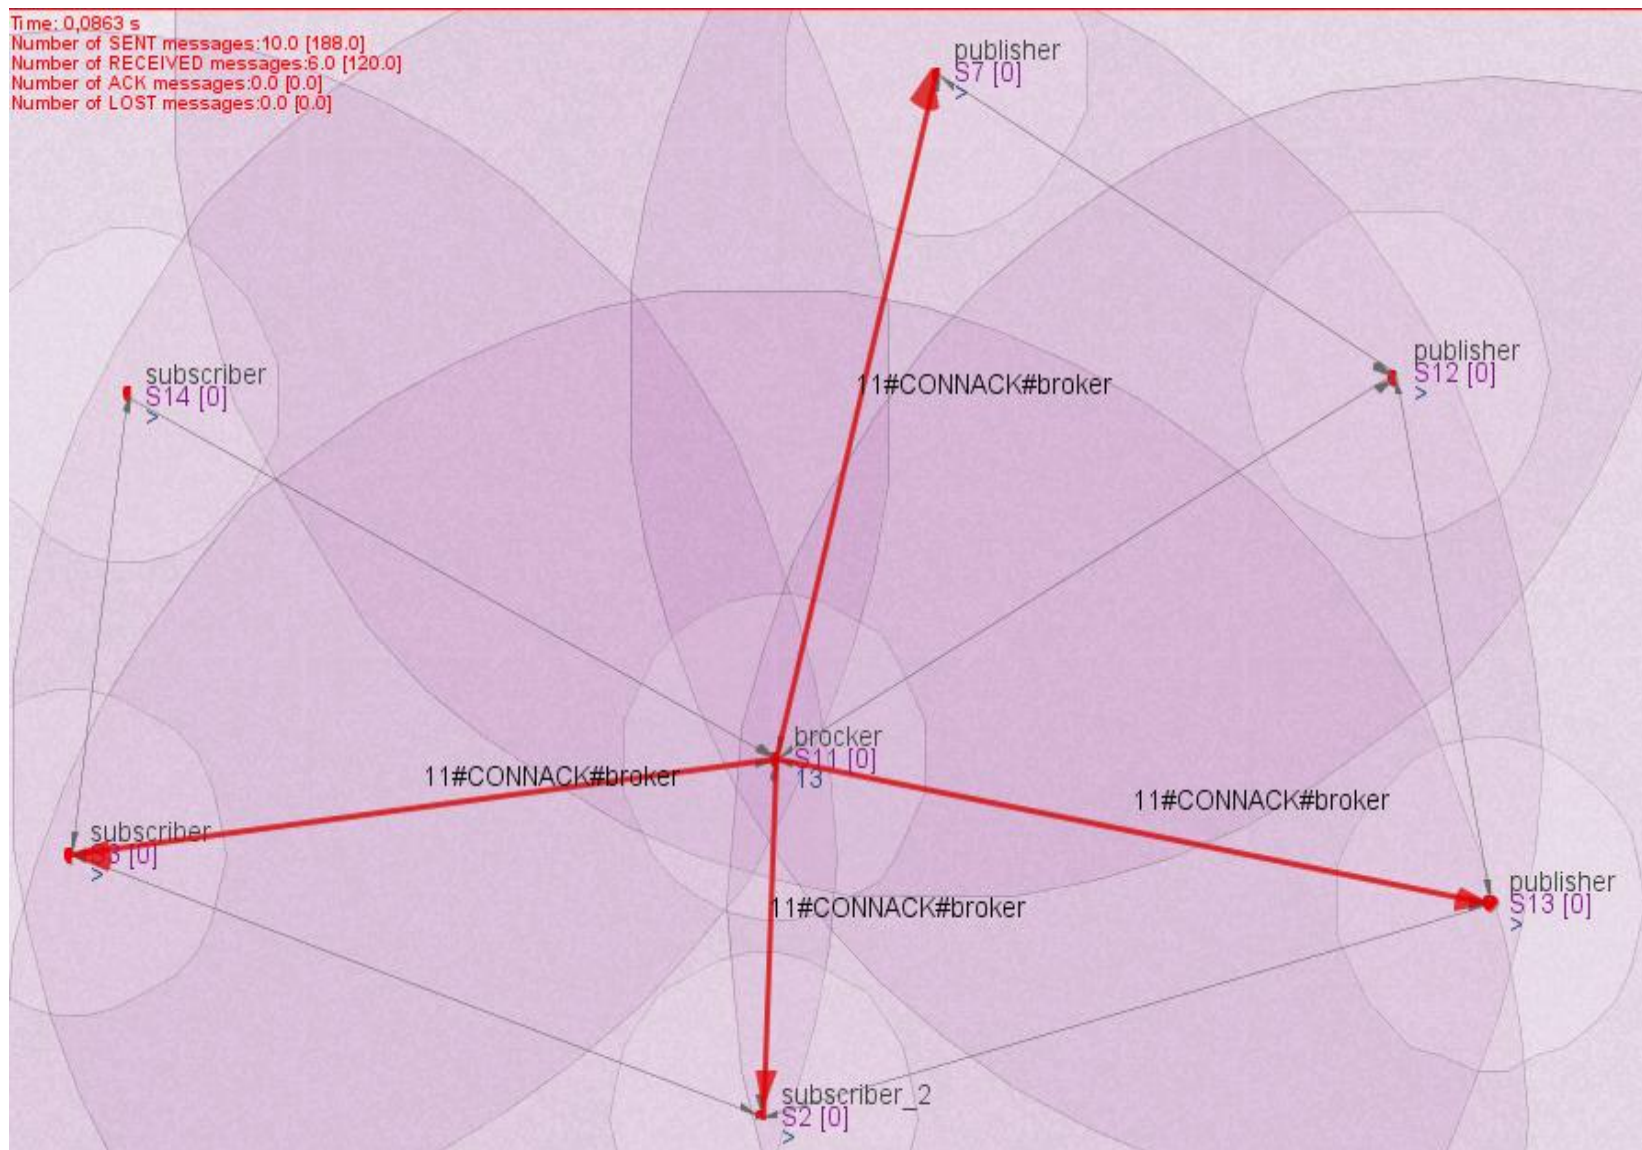 Time: 0,0863 s
Number of SENT messages:10.0 [188.0]
Number of RECEIVED messages:6.0 [120.0]
Number of ACK messages:0.0 [0.0]
Number of LOST messages:0.0 [0.0]
publisher
S7 [0]
>
publisher
S12 [0]
>
subscriber
S14 [0]
>
11#CONNACK#broker
brocker
S11 [0]
13
11#CONNACK#broker
11#CONNACK#broker
subscriber
[0]
>
publisher
S13 [0]
>
11#CONNACK#broker
subscriber_2
S2 [0]
>